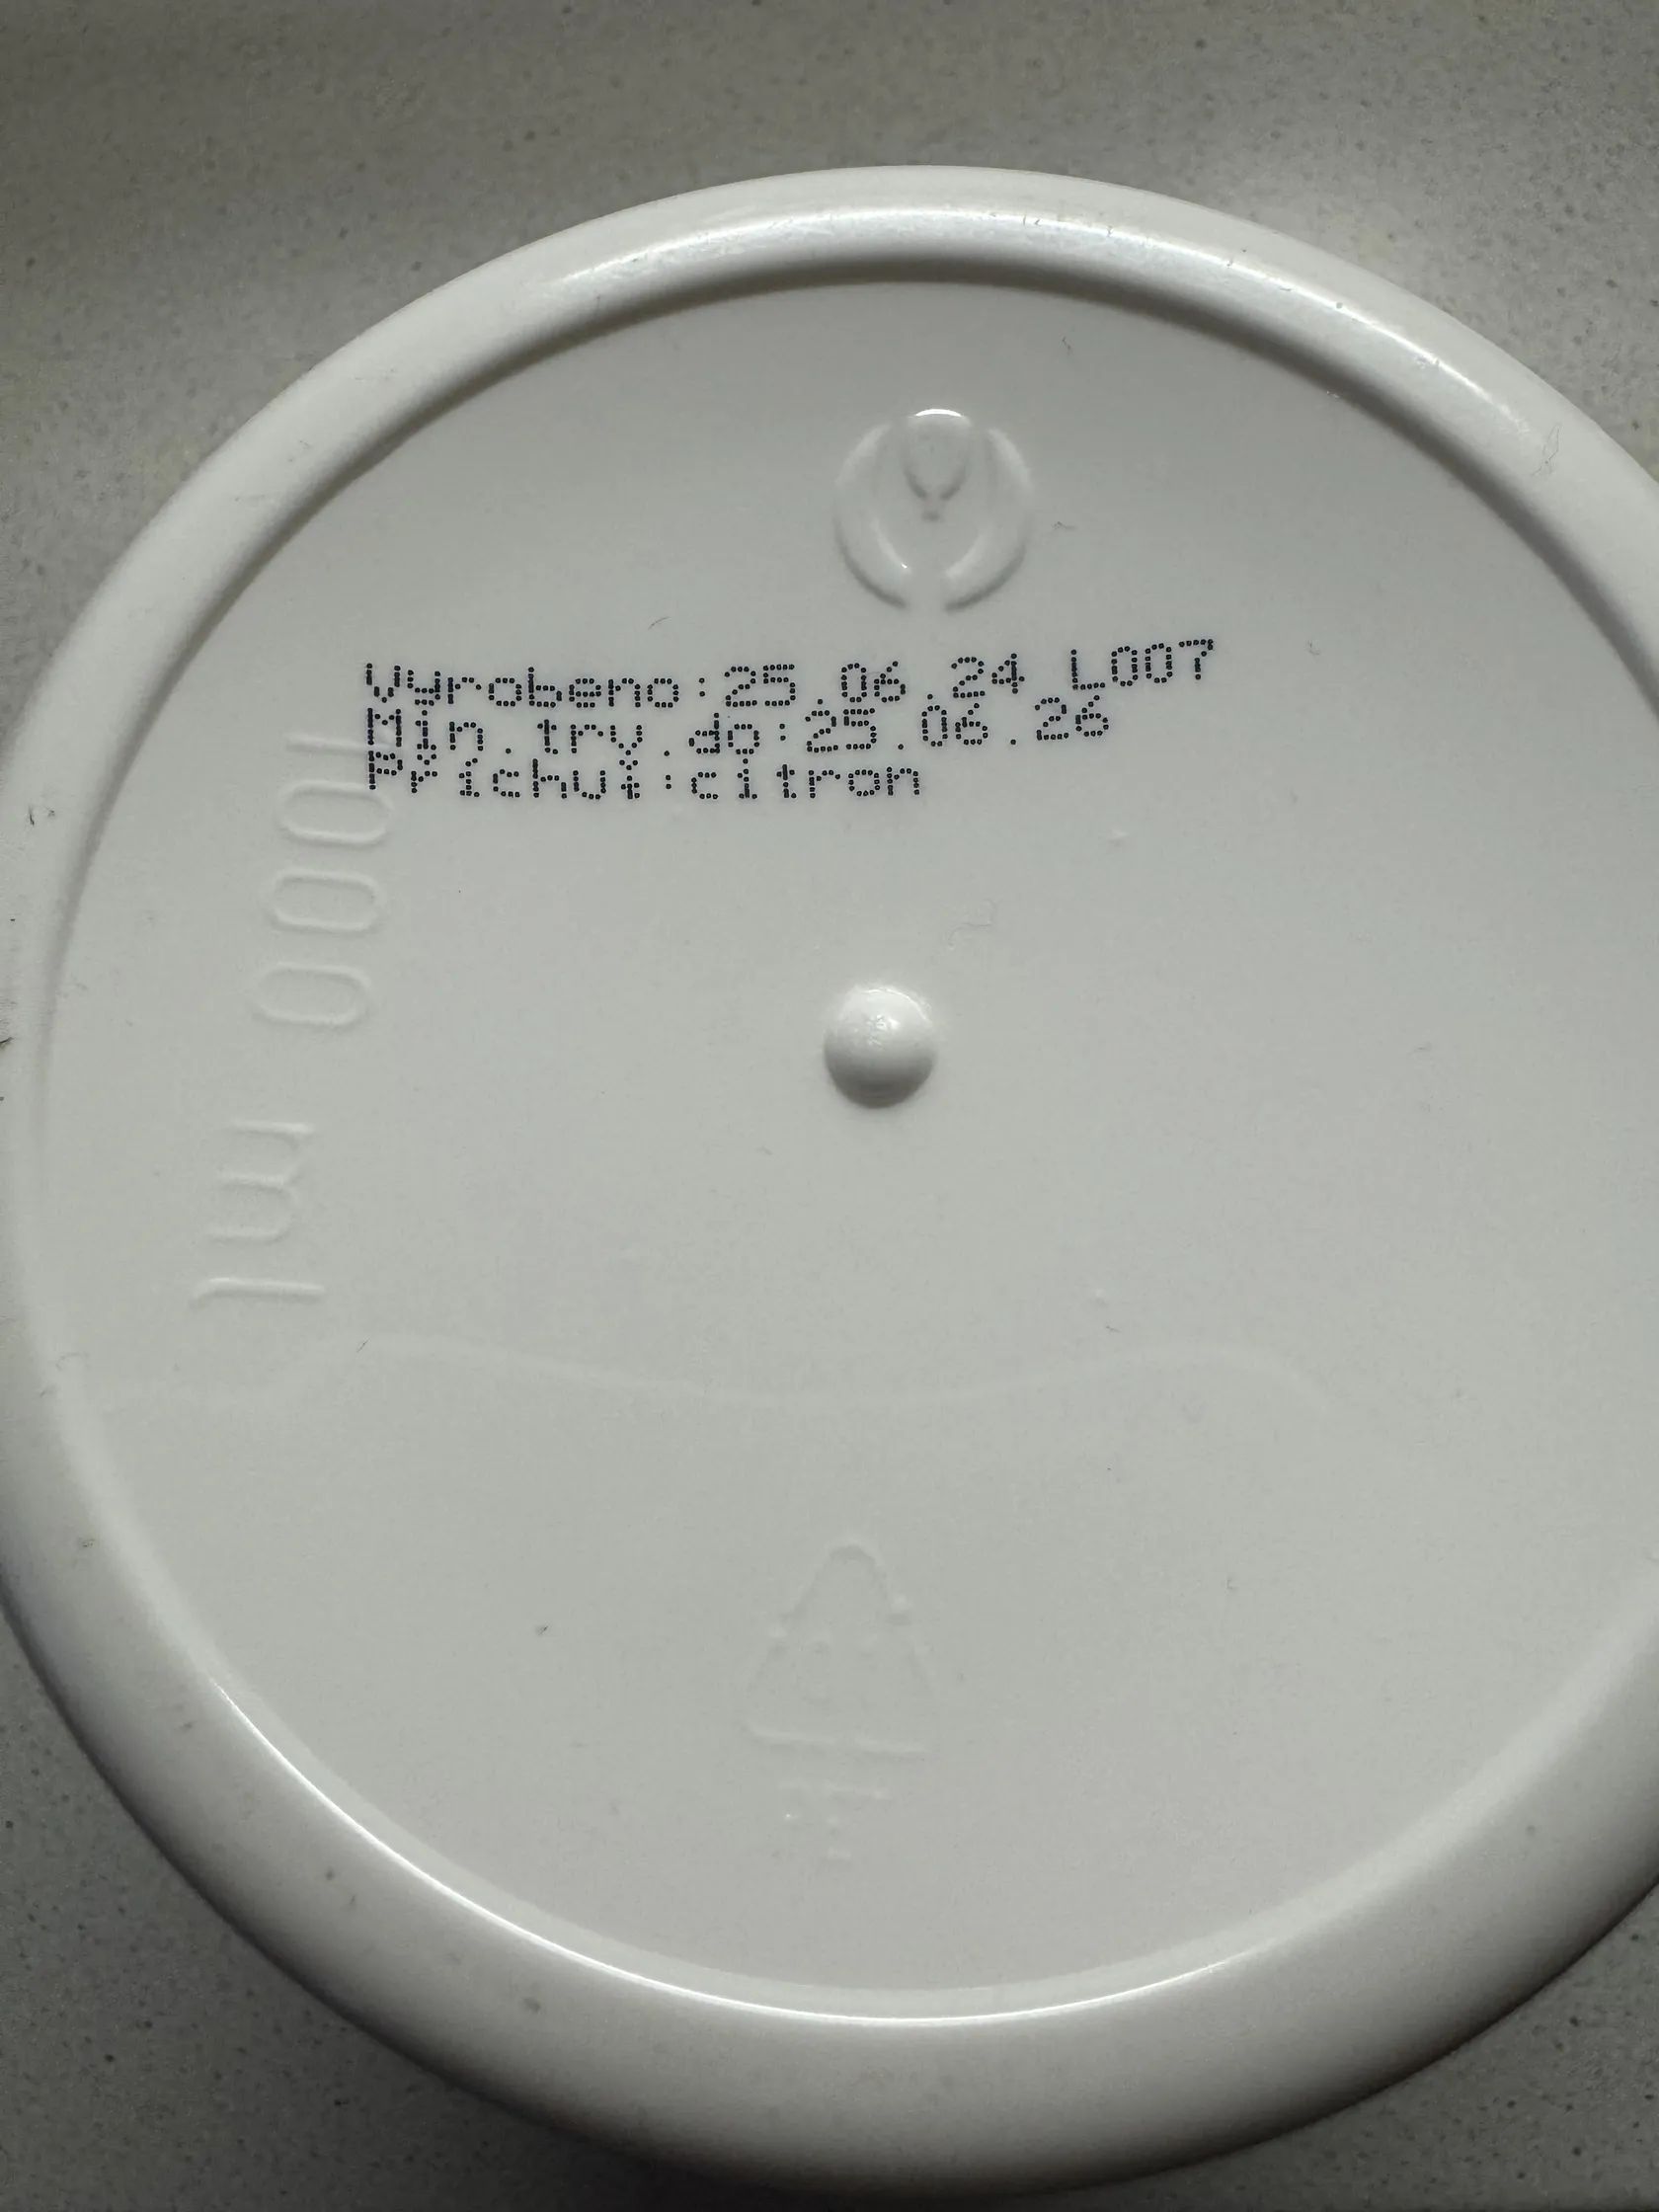 Vyrobeno:25.06.24 L007
Min.trv.do:25.06.26
Příchuť:citron
1000 ml